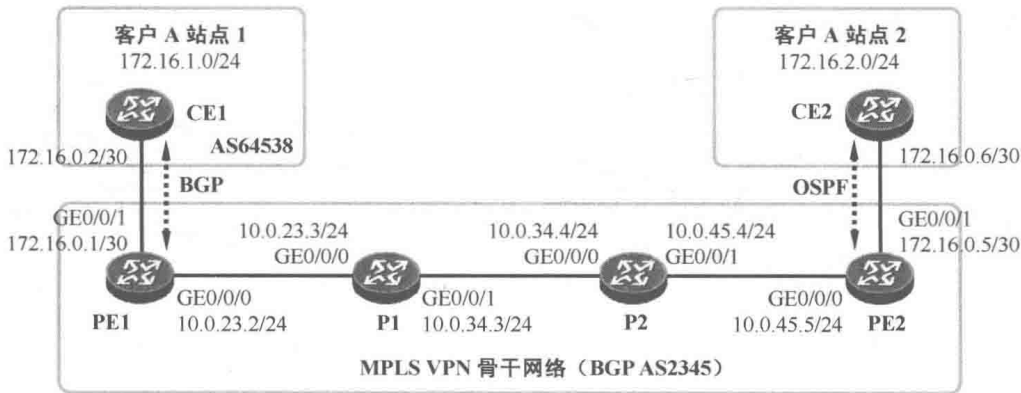 客户 A 站点 1
172.16.1.0/24
CE1
AS64538
172.16.0.2/30
BGP
GE0/0/1
172.16.0.1/30
客户 A 站点 2
172.16.2.0/24
CE2
172.16.0.6/30
OSPF
GE0/0/1
172.16.0.5/30
10.0.23.3/24
GE0/0/0
10.0.34.4/24
GE0/0/0
10.0.45.4/24
GE0/0/1
PE1
GE0/0/0
10.0.23.2/24
P1
GE0/0/1
10.0.34.3/24
P2
GE0/0/0
10.0.45.5/24
PE2
MPLS VPN 骨干网络（BGP AS2345）